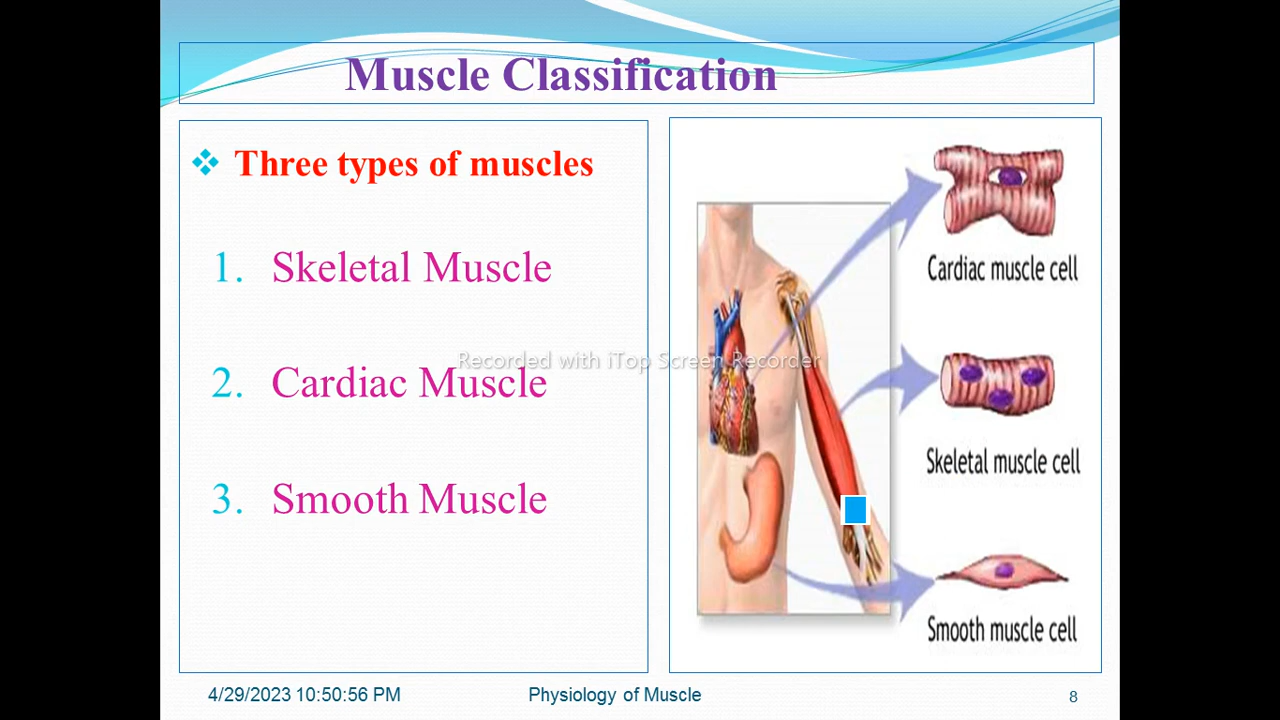 Muscle Classification
❖ Three types of muscles
1. Skeletal Muscle
2. Cardiac Muscle
3. Smooth Muscle
Cardiac muscle cell
Skeletal muscle cell
Smooth muscle cell
Recorded with iTop Screen Recorder
4/29/2023 10:50:56 PM
Physiology of Muscle
8